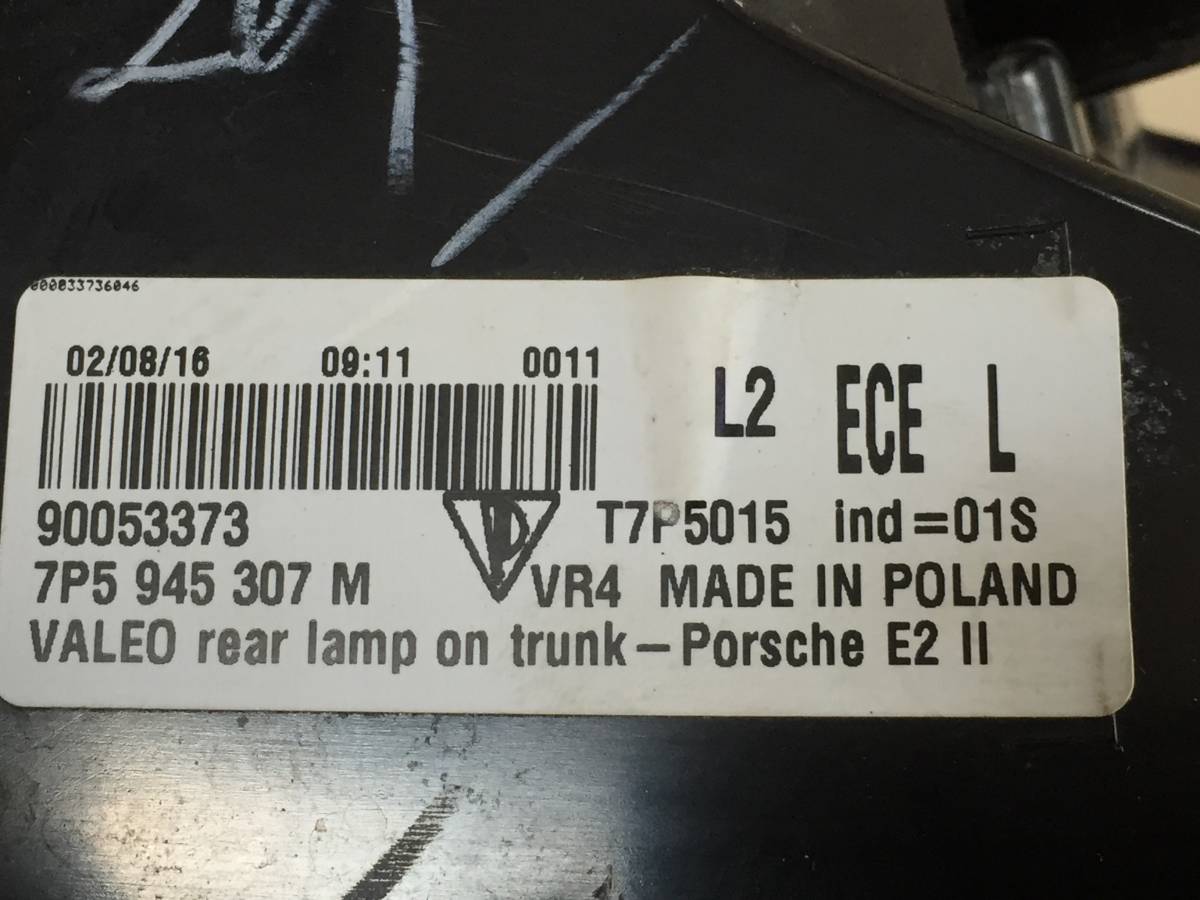 000833736046
02/08/16 09:11 0011
L2 ECE L
90053373 T7P5015 ind=01S
7P5 945 307 M VR4 MADE IN POLAND
VALEO rear lamp on trunk-Porsche E2 II